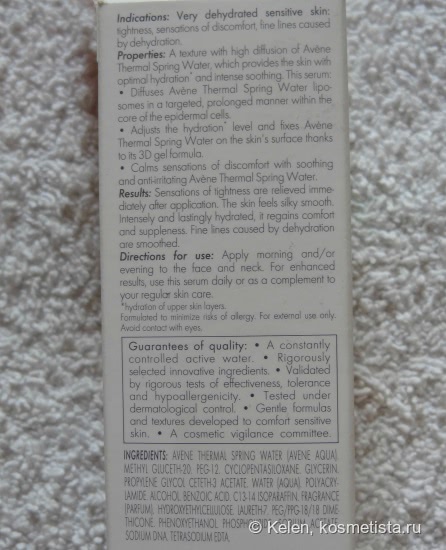 Indications: Very dehydrated sensitive skin:
tightness, sensations of discomfort, fine lines caused
by dehydration.
Properties: A texture with high diffusion of Avène
Thermal Spring Water, which provides the skin with
optimal hydration* and intense soothing. This serum:
• Diffuses Avène Thermal Spring Water lipo-
somes in a targeted, prolonged manner within the
core of the epidermal cells.
• Adjusts the hydration* level and fixes Avène
Thermal Spring Water on the skin's surface thanks
to its 3D gel formula.
• Calms sensations of discomfort with soothing
and anti-irritating Avène Thermal Spring Water.
Results: Sensations of tightness are relieved imme-
diately after application. The skin feels silky smooth.
Intensely and lastingly hydrated, it regains comfort
and suppleness. Fine lines caused by dehydration
are smoothed.
Directions for use: Apply morning and/or
evening to the face and neck. For enhanced
results, use this serum daily or as a complement to
your regular skin care.
*hydration of upper skin layers.
Formulated to minimize risks of allergy. For external use only.
Avoid contact with eyes.
Guarantees of quality: • A constantly
controlled active water. • Rigorously
selected innovative ingredients. • Validated
by rigorous tests of effectiveness, tolerance
and hypoallergenicity. • Tested under
dermatological control. • Gentle formulas
and textures developed to comfort sensitive
skin. • A cosmetic vigilance committee.
INGREDIENTS: AVENE THERMAL SPRING WATER (AVENE AQUA),
METHYL GLUCETH-20, PEG-12, CYCLOPENTASILOXANE, GLYCERIN,
PROPYLENE GLYCOL CETETH-3 ACETATE, WATER (AQUA), POLYACRY-
LAMIDE, ALCOHOL, BENZOIC ACID, C13-14 ISOPARAFFIN, FRAGRANCE
(PARFUM), HYDROXYETHYLCELLULOSE, LAURETH-7, PEG/PPG-18/18 DIME-
THICONE, PHENOXYETHANOL, ACETATE,
SODIUM DNA, TETRASODIUM EDTA.
© Kelen, kosmetista.ru